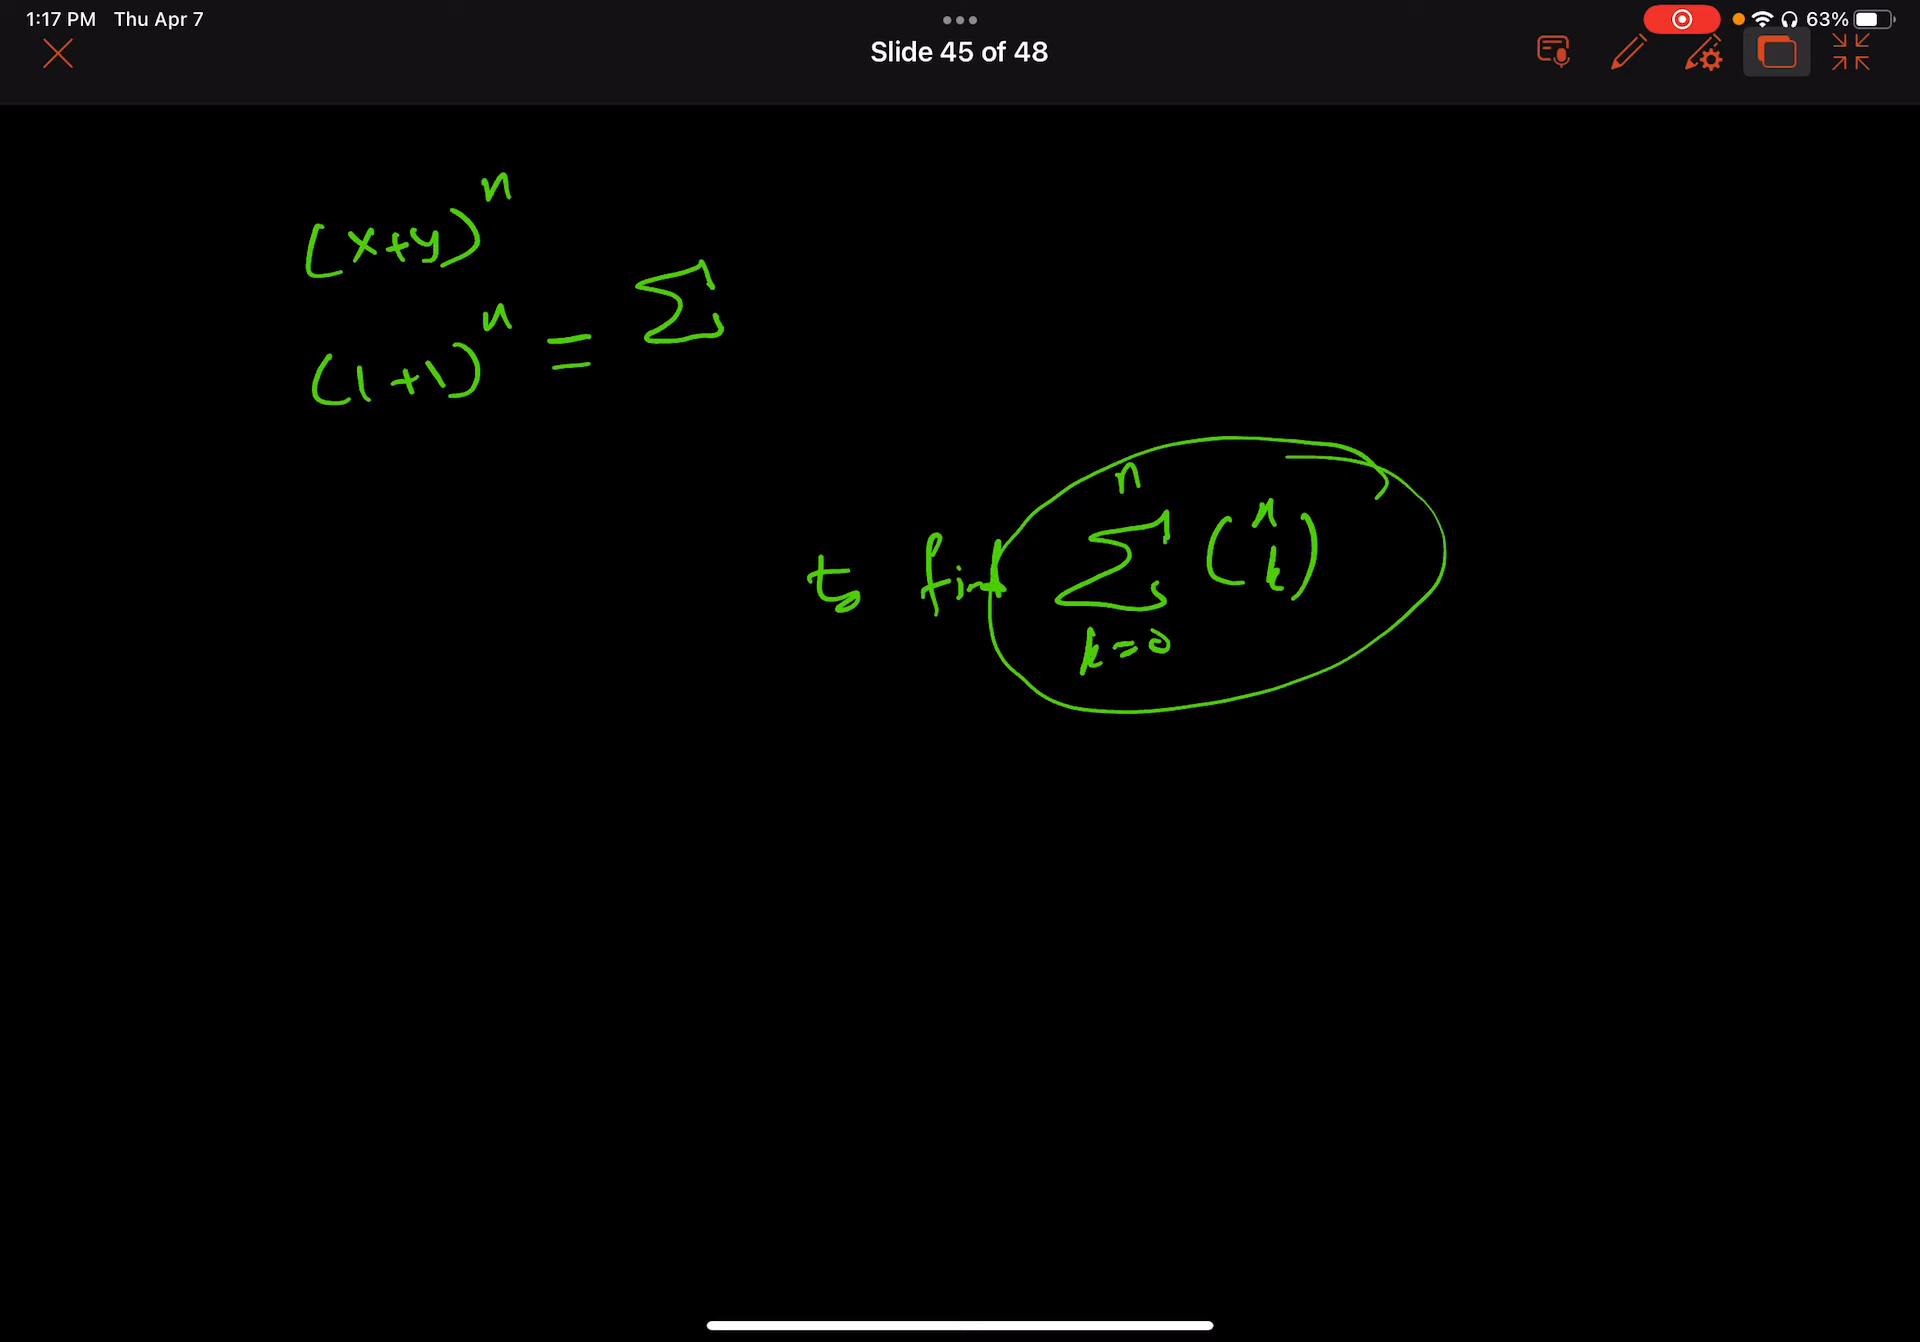 1:17 PM Thu Apr 7
63%
Slide 45 of 48
(x+y)^n
(1+1)^n = Σ
to find Σ_{k=0}^{n} (n k)